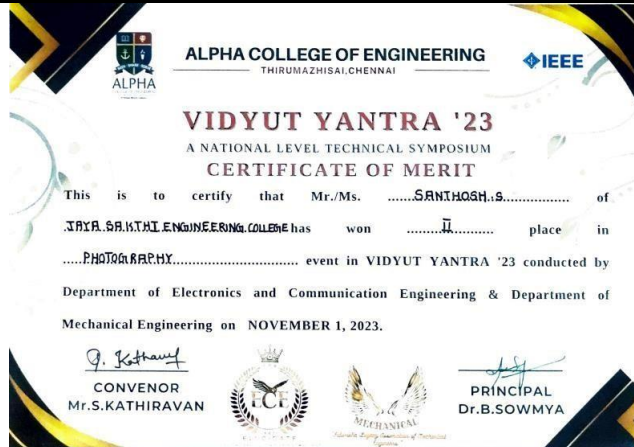 ALPHA
ALPHA COLLEGE OF ENGINEERING
THIRUMAZHISAI, CHENNAI
IEEE
VIDYUT YANTRA '23
A NATIONAL LEVEL TECHNICAL SYMPOSIUM
CERTIFICATE OF MERIT
This is to certify that Mr./Ms. SANTHOSH.S of
JAYA SAKTHI ENGINEERING COLLEGE has won II place in
PHOTOGRAPHY event in VIDYUT YANTRA '23 conducted by
Department of Electronics and Communication Engineering & Department of
Mechanical Engineering on NOVEMBER 1, 2023.
CONVENOR
Mr.S.KATHIRAVAN
ECE
MECHANICAL
PRINCIPAL
Dr.B.SOWMYA